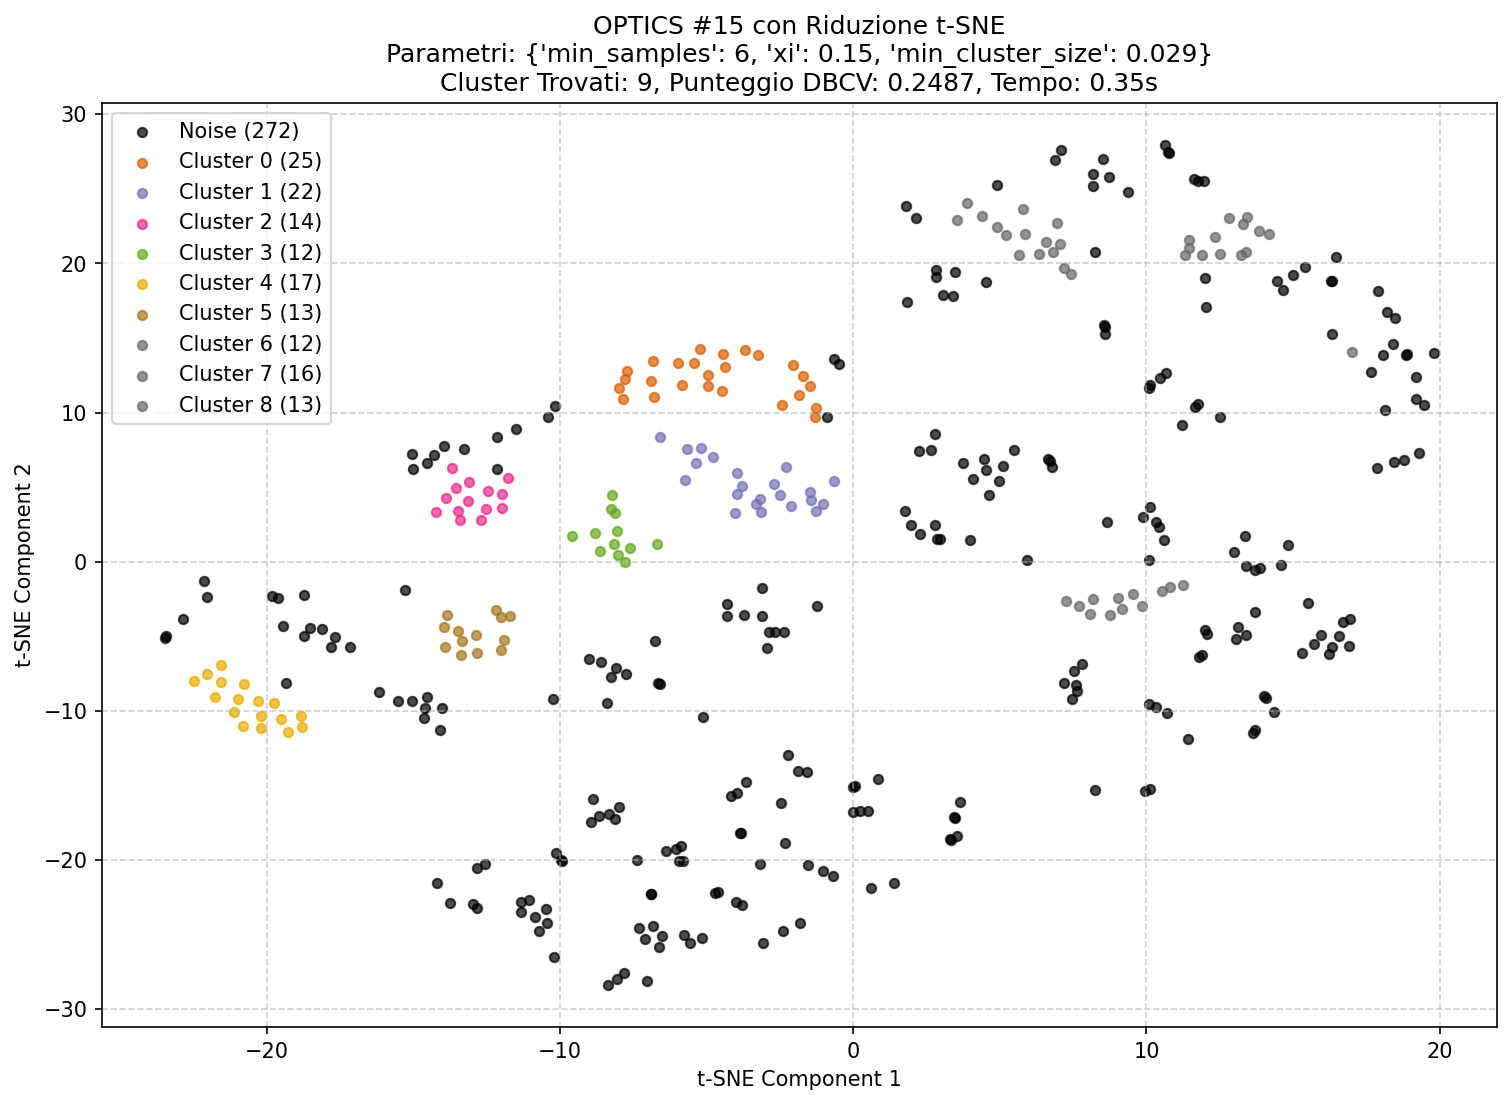 OPTICS #15 con Riduzione t-SNE
Parametri: {'min_samples': 6, 'xi': 0.15, 'min_cluster_size': 0.029}
Cluster Trovati: 9, Punteggio DBCV: 0.2487, Tempo: 0.35s
Noise (272)
Cluster 0 (25)
Cluster 1 (22)
Cluster 2 (14)
Cluster 3 (12)
Cluster 4 (17)
Cluster 5 (13)
Cluster 6 (12)
Cluster 7 (16)
Cluster 8 (13)
30
20
10
0
−10
−20
−30
t-SNE Component 2
−20
−10
0
10
20
t-SNE Component 1